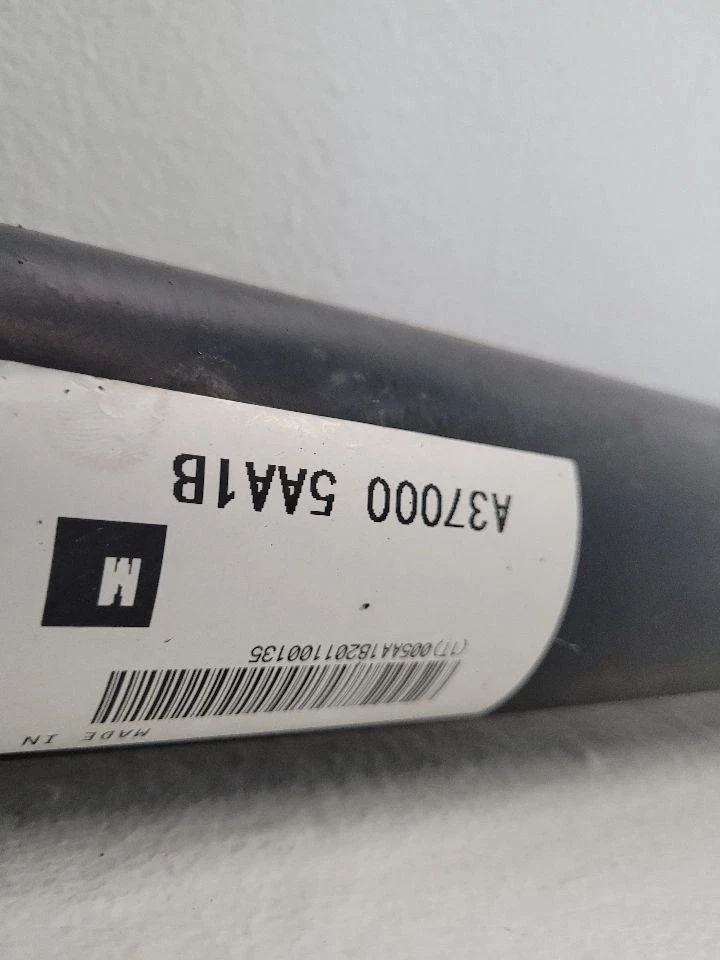 MADE IN
(1T)005AA1B201100135
W
A37000 5AA1B